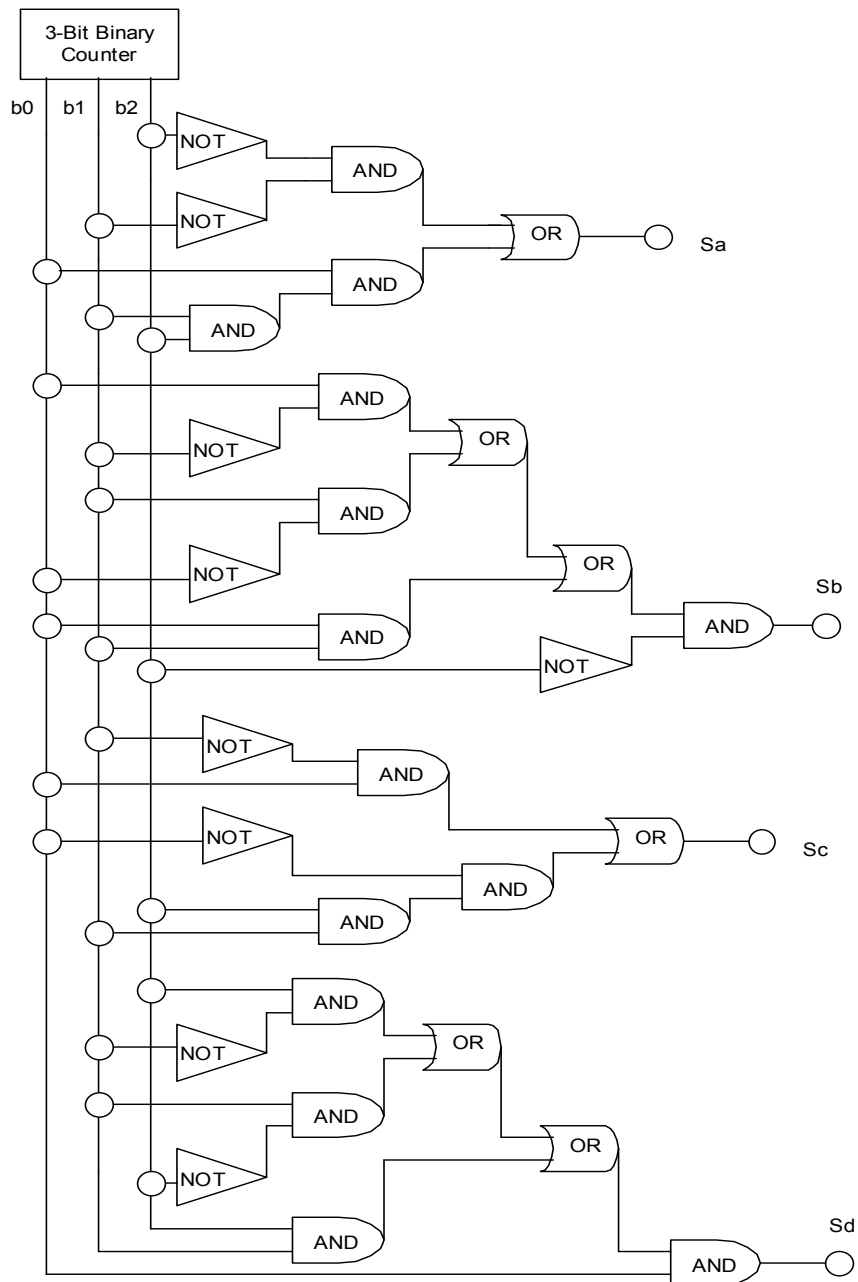 3-Bit Binary
Counter
b0
b1
b2
NOT
AND
NOT
OR
Sa
AND
AND
AND
OR
NOT
AND
OR
NOT
Sb
AND
AND
NOT
NOT
AND
NOT
OR
Sc
AND
AND
AND
OR
NOT
AND
OR
NOT
Sd
AND
AND